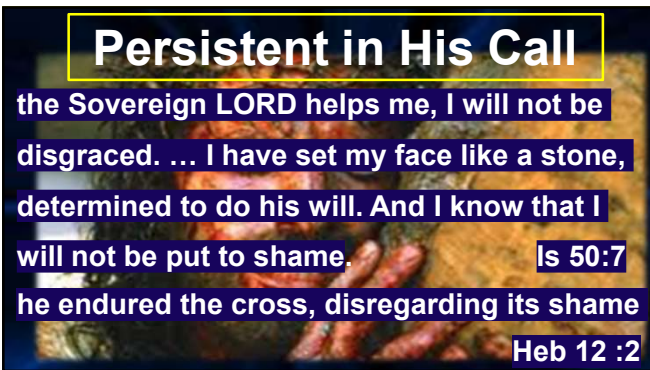 Persistent in His Call
the Sovereign LORD helps me, I will not be
disgraced. … I have set my face like a stone,
determined to do his will. And I know that I
will not be put to shame. Is 50:7
he endured the cross, disregarding its shame
Heb 12 :2